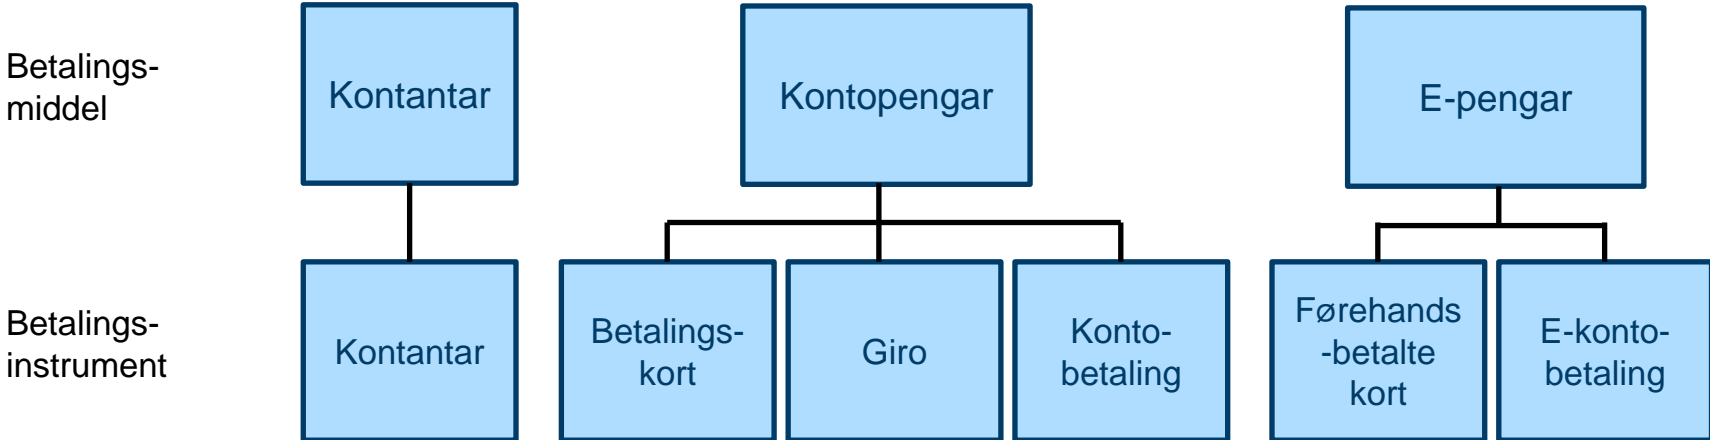 Betalings-
middel
Kontantar
Kontopengar
E-pengar
Betalings-
instrument
Kontantar
Betalings-
kort
Giro
Konto-
betaling
Førehands
-betalte
kort
E-konto-
betaling